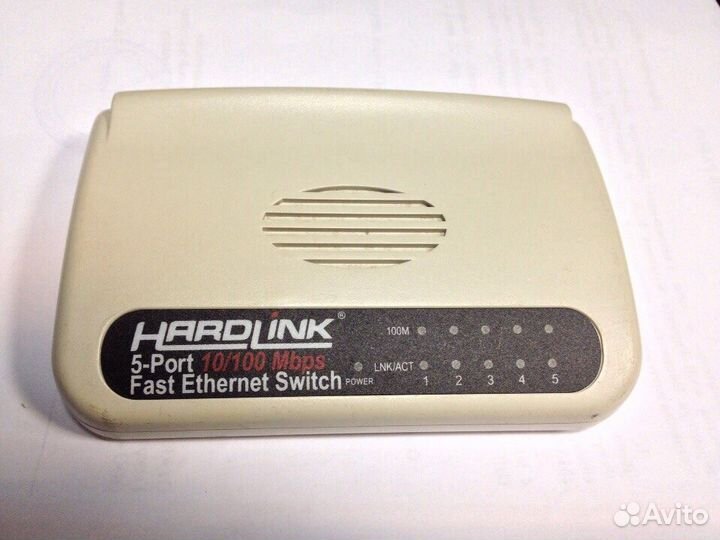 HARDLINK®
5-Port 10/100 Mbps
Fast Ethernet Switch
POWER
100M
LNK/ACT
1 2 3 4 5
Avito